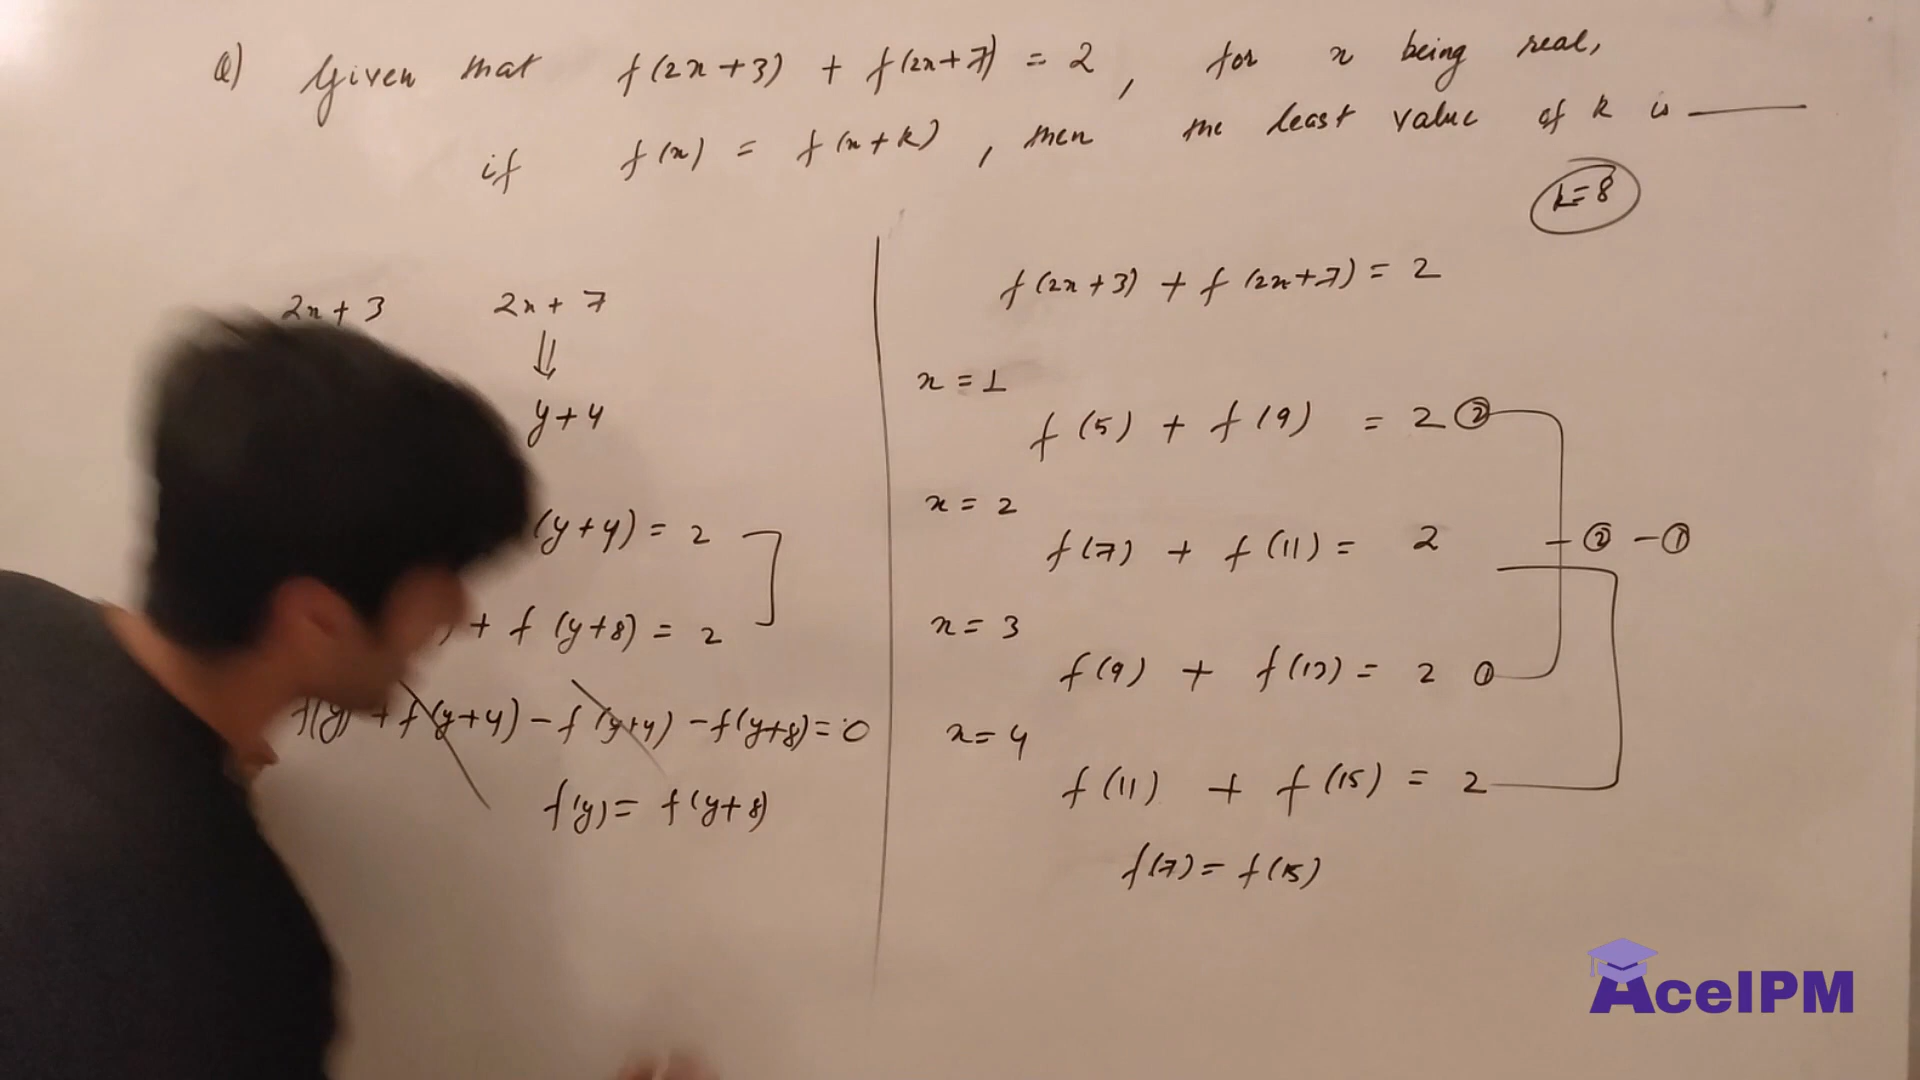 Q) Given that f(2x+3) + f(2x+7) = 2, for x being real,
if f(x) = f(x+k), then the least value of k is ______
k=8
2x+3 2x+7
⇓
y+4
(y+4) = 2
) + f(y+8) = 2
f(y) + f(y+4) - f(y+4) - f(y+8) = 0
f(y) = f(y+8)
f(2x+3) + f(2x+7) = 2
x = 1
f(5) + f(9) = 2 ②
x = 2
f(7) + f(11) = 2
② - ①
x = 3
f(9) + f(13) = 2 ①
x = 4
f(11) + f(15) = 2
f(7) = f(15)
AceIPM